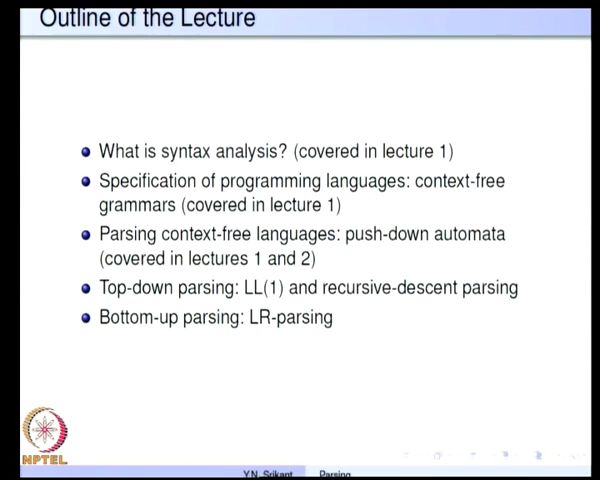 Outline of the Lecture
What is syntax analysis? (covered in lecture 1)
Specification of programming languages: context-free
grammars (covered in lecture 1)
Parsing context-free languages: push-down automata
(covered in lectures 1 and 2)
Top-down parsing: LL(1) and recursive-descent parsing
Bottom-up parsing: LR-parsing
NPTEL
Y.N. Srikant Parsing